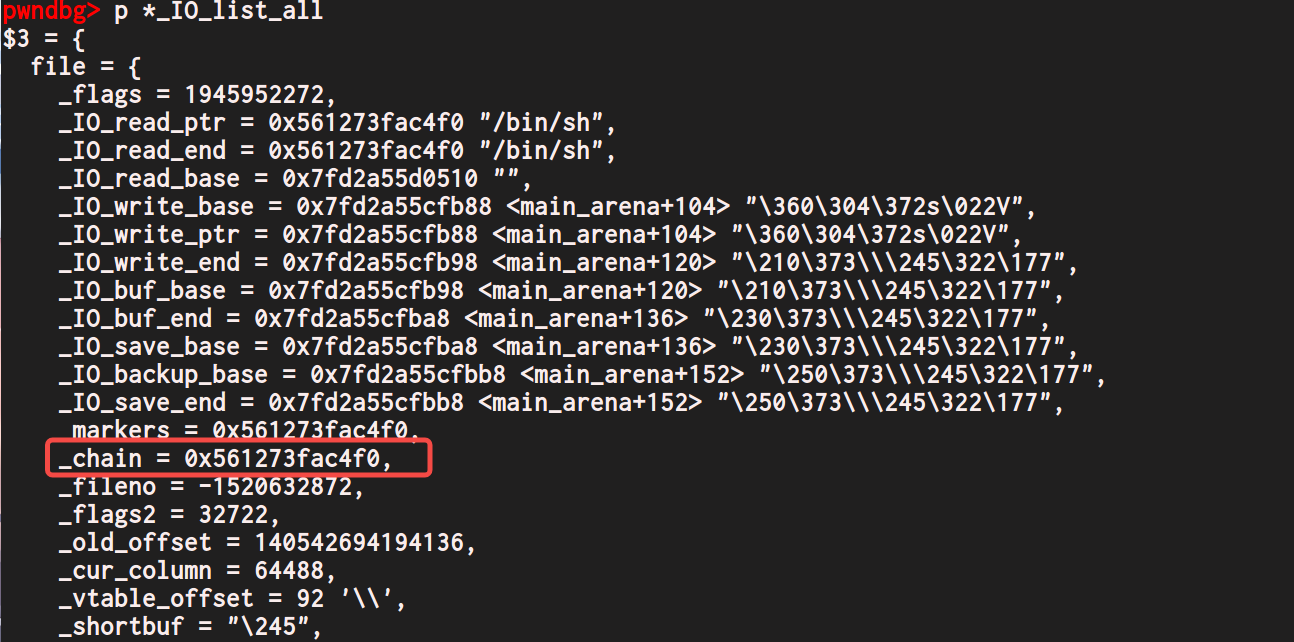 pwndbg> p *_IO_list_all
$3 = {
  file = {
    _flags = 1945952272,
    _IO_read_ptr = 0x561273fac4f0 "/bin/sh",
    _IO_read_end = 0x561273fac4f0 "/bin/sh",
    _IO_read_base = 0x7fd2a55d0510 "",
    _IO_write_base = 0x7fd2a55cfb88 <main_arena+104> "\360\304\372s\022V",
    _IO_write_ptr = 0x7fd2a55cfb88 <main_arena+104> "\360\304\372s\022V",
    _IO_write_end = 0x7fd2a55cfb98 <main_arena+120> "\210\373\\\245\322\177",
    _IO_buf_base = 0x7fd2a55cfb98 <main_arena+120> "\210\373\\\245\322\177",
    _IO_buf_end = 0x7fd2a55cfba8 <main_arena+136> "\230\373\\\245\322\177",
    _IO_save_base = 0x7fd2a55cfba8 <main_arena+136> "\230\373\\\245\322\177",
    _IO_backup_base = 0x7fd2a55cfbb8 <main_arena+152> "\250\373\\\245\322\177",
    _IO_save_end = 0x7fd2a55cfbb8 <main_arena+152> "\250\373\\\245\322\177",
    _markers = 0x561273fac4f0,
    _chain = 0x561273fac4f0,
    _fileno = -1520632872,
    _flags2 = 32722,
    _old_offset = 140542694194136,
    _cur_column = 64488,
    _vtable_offset = 92 '\\',
    _shortbuf = "\245",